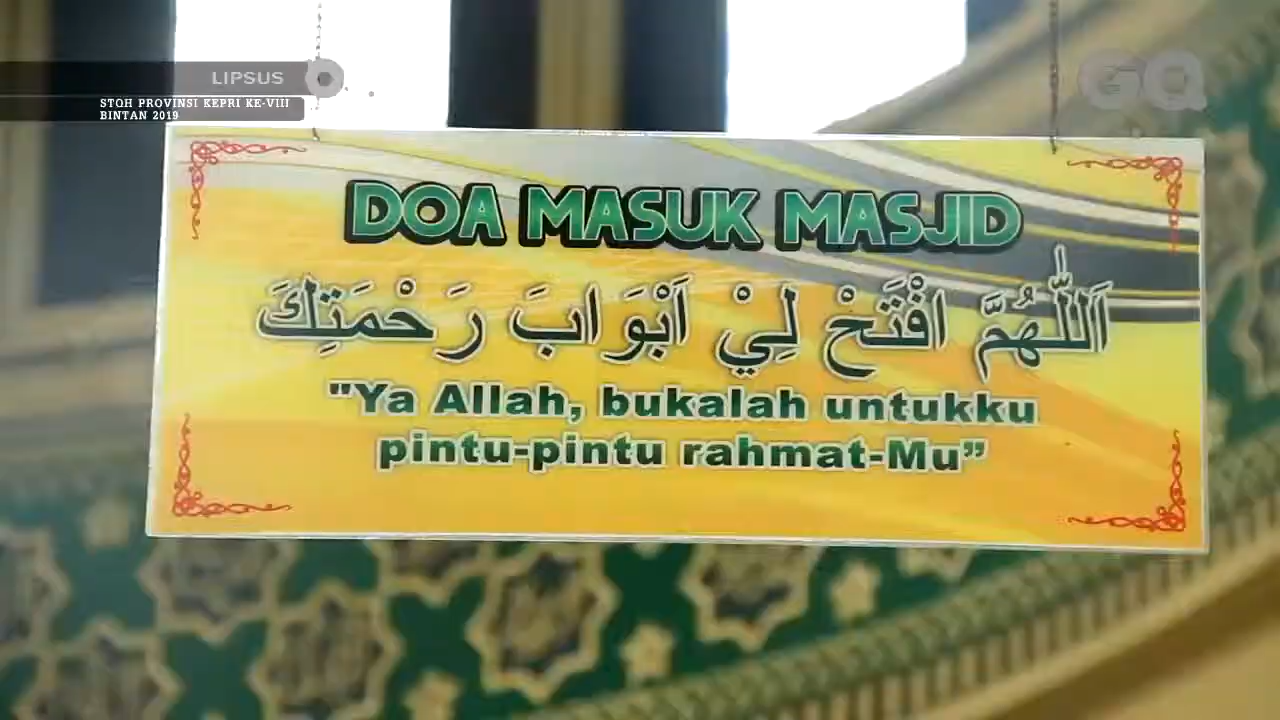 LIPSUS
STQH PROVINSI KEPRI KE-VIII
BINTAN 2019
GQ
DOA MASUK MASJID
اَللّٰهُمَّ افْتَحْ لِيْ اَبْوَابَ رَحْمَتِكَ
"Ya Allah, bukalah untukku
pintu-pintu rahmat-Mu”